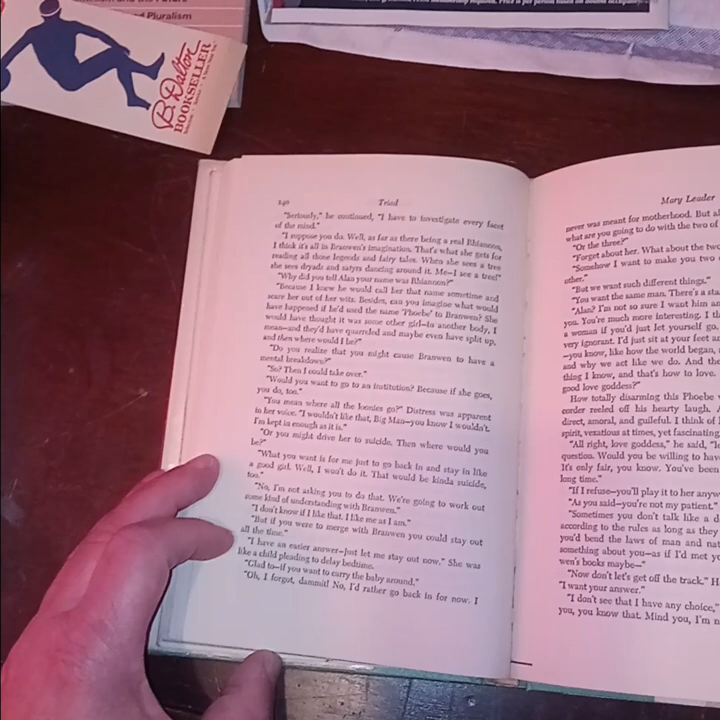 and the Future
d Pluralism
B. Dalton
BOOKSELLER
240 Triad
"Seriously," he continued, "I have to investigate every facet
of the mind."
"I suppose you do. Well, as far as there being a real Rhiannon,
I think it's all in Branwen's imagination. That's what she gets for
reading all those legends and fairy tales. When she sees a tree
she sees dryads and satyrs dancing around it. Me—I see a tree!"
"Why did you tell Alan your name was Rhiannon?"
"Because I knew he would call her that name sometime and
scare her out of her wits. Besides, can you imagine what would
have happened if he'd used the name 'Phoebe' to Branwen? She
would have thought it was some other girl—in another body, I
mean—and they'd have quarreled and maybe even have split up,
and then where would I be?"
"Do you realize that you might cause Branwen to have a
mental breakdown?"
"So? Then I could take over."
"Would you want to go to an institution? Because if she goes,
you do, too."
"You mean where all the loonies go?" Distress was apparent
in her voice. "I wouldn't like that, Big Man—you know I wouldn't.
I'm kept in enough as it is."
"Or you might drive her to suicide. Then where would you
be?"
"What you want is for me just to go back in and stay in like
a good girl. Well, I won't do it. That would be kinda suicide,
too."
"No, I'm not asking you to do that. We're going to work out
some kind of understanding with Branwen."
"I don't know if I like that. I like me as I am."
"But if you were to merge with Branwen you could stay out
all the time."
"I have an easier answer—just let me stay out now." She was
like a child pleading to delay bedtime.
"Glad to—if you want to carry the baby around."
"Oh, I forgot, dammit! No, I'd rather go back in for now. I
Mary Leader
never was meant for motherhood. But al
what are you going to do with the two of
"Or the three?"
"Forget about her. What about the two
"Somehow I want to make you two
other."
"But we want such different things."
"You want the same man. There's a sta
"Alan? I'm not so sure I want him an
you. You're much more interesting. I th
a woman if you'd just let yourself go.
very ignorant. I'd just sit at your feet an
—you know, like how the world began,
and why we act like we do. And the
thing I know, and that's how to love.
good love goddess?"
How totally disarming this Phoebe
corder reeled off his hearty laugh.
direct, amoral, and guileful. I think of
spirit, vexatious at times, yet fascinating
"All right, love goddess," he said, "le
question. Would you be willing to hav
It's only fair, you know. You've been
long time."
"If I refuse—you'll play it to her anyw
"As you said—you're not my patient."
"Sometimes you don't talk like a d
according to the rules as long as they
you'd bend the laws of man and nat
something about you—as if I'd met yo
wen's books maybe—"
"Now don't let's get off the track." H
"I want your answer."
"I don't see that I have any choice,"
you, you know that. Mind you, I'm n